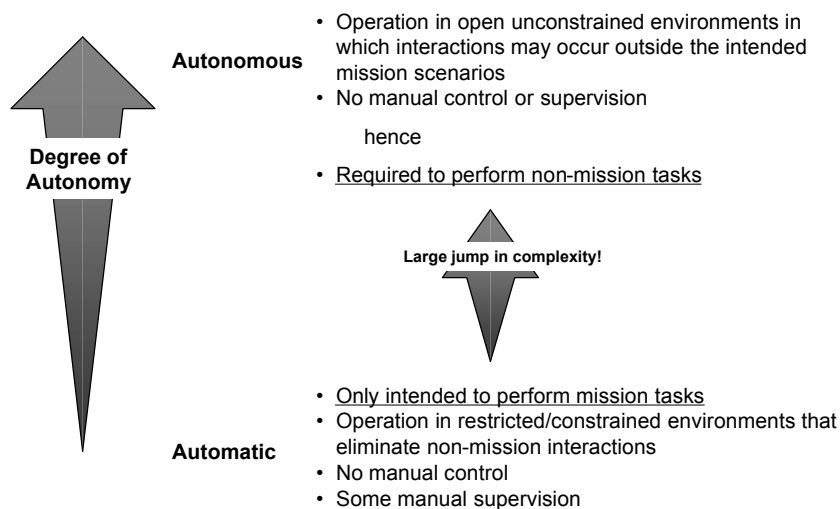 • Operation in open unconstrained environments in
Autonomous which interactions may occur outside the intended
mission scenarios
• No manual control or supervision
hence
Degree of
Autonomy
• Required to perform non-mission tasks
Large jump in complexity!
• Only intended to perform mission tasks
• Operation in restricted/constrained environments that
Automatic eliminate non-mission interactions
• No manual control
• Some manual supervision